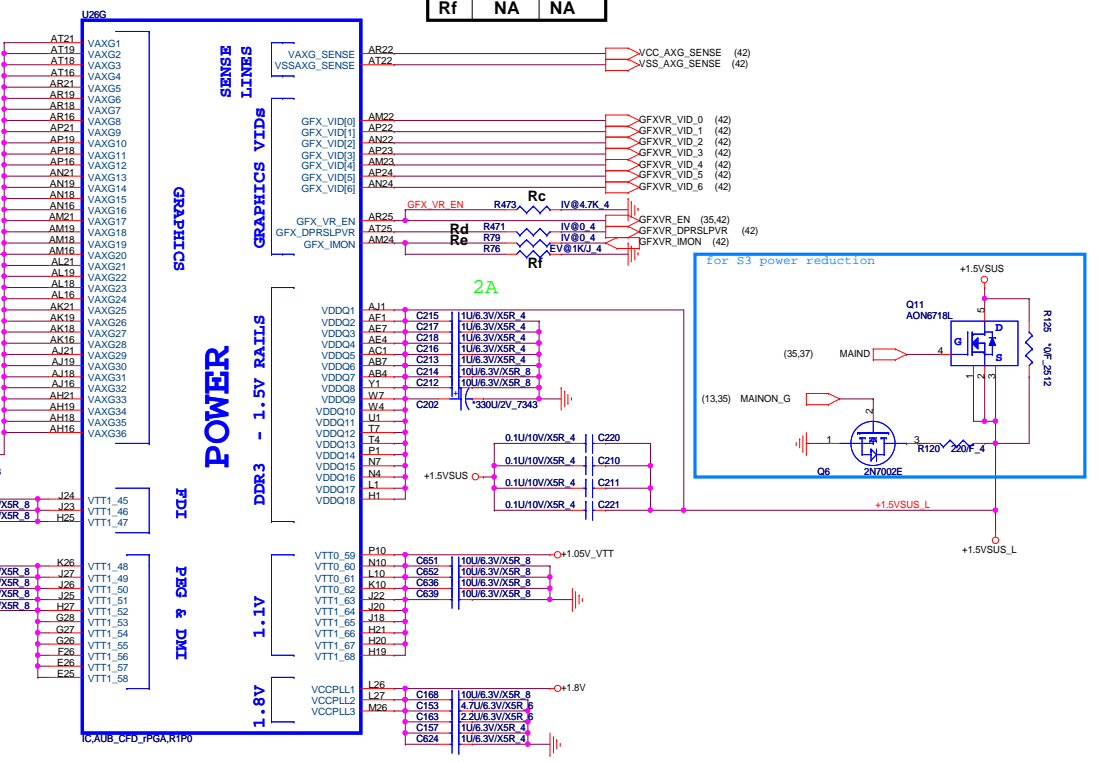 Rf NA NA
U26G
AT21 VAXG1
AT19 VAXG2
AT18 VAXG3
AT16 VAXG4
AR21 VAXG5
AR19 VAXG6
AR18 VAXG7
AR16 VAXG8
AP21 VAXG9
AP19 VAXG10
AP18 VAXG11
AP16 VAXG12
AN21 VAXG13
AN19 VAXG14
AN18 VAXG15
AN16 VAXG16
AM21 VAXG17
AM19 VAXG18
AM18 VAXG19
AM16 VAXG20
AL21 VAXG21
AL19 VAXG22
AL18 VAXG23
AL16 VAXG24
AK21 VAXG25
AK19 VAXG26
AK18 VAXG27
AK16 VAXG28
AJ21 VAXG29
AJ19 VAXG30
AJ18 VAXG31
AJ16 VAXG32
AH21 VAXG33
AH19 VAXG34
AH18 VAXG35
AH16 VAXG36
GRAPHICS
POWER
SENSE
LINES
VAXG_SENSE AR22 VCC_AXG_SENSE (42)
VSSAXG_SENSE AT22 VSS_AXG_SENSE (42)
GRAPHICS VIDs
GFX_VID[0] AM22 GFXVR_VID_0 (42)
GFX_VID[1] AP22 GFXVR_VID_1 (42)
GFX_VID[2] AN22 GFXVR_VID_2 (42)
GFX_VID[3] AP23 GFXVR_VID_3 (42)
GFX_VID[4] AM23 GFXVR_VID_4 (42)
GFX_VID[5] AP24 GFXVR_VID_5 (42)
GFX_VID[6] AN24 GFXVR_VID_6 (42)
Rc
GFX_VR_EN R473 IV@4.7K_4
GFX_VR_EN AR25 GFXVR_EN (35,42)
GFX_DPRSLPVR AT25 Rd R471 IV@0_4 GFXVR_DPRSLPVR (42)
GFX_IMON AM24 Re R79 IV@0_4 GFXVR_IMON (42)
R76 EV@1K/J_4
Rf
2A
DDR3 - 1.5V RAILS
VDDQ1 AJ1
VDDQ2 AF1
VDDQ3 AE7
VDDQ4 AE4
VDDQ5 AC1
VDDQ6 AB7
VDDQ7 AB4
VDDQ8 Y1
VDDQ9 W7
VDDQ10 W4
VDDQ11 U1
VDDQ12 T7
VDDQ13 T4
VDDQ14 P1
VDDQ15 N7
VDDQ16 N4
VDDQ17 L1
VDDQ18 H1
C215 1U/6.3V/X5R_4
C217 1U/6.3V/X5R_4
C218 1U/6.3V/X5R_4
C216 1U/6.3V/X5R_4
C213 1U/6.3V/X5R_4
C214 10U/6.3V/X5R_8
C212 10U/6.3V/X5R_8
C202 + *330U/2V_7343
0.1U/10V/X5R_4 C220
0.1U/10V/X5R_4 C210
+1.5VSUS
0.1U/10V/X5R_4 C211
0.1U/10V/X5R_4 C221
for S3 power reduction
+1.5VSUS
Q11
AON6718L
5
D
G
S
4
1 2 3
R125 *0/F_2512
(35,37) MAIND
(13,35) MAINON_G
2
1
3
R120 220/F_4
Q6 2N7002E
+1.5VSUS_L
+1.5VSUS_L
FDI
X5R_8 J24 VTT1_45
X5R_8 J23 VTT1_46
H25 VTT1_47
PEG & DMI
K26 VTT1_48
X5R_8 J27 VTT1_49
X5R_8 J26 VTT1_50
X5R_8 J25 VTT1_51
X5R_8 H27 VTT1_52
G28 VTT1_53
G27 VTT1_54
G26 VTT1_55
F26 VTT1_56
E26 VTT1_57
E25 VTT1_58
1.1V
VTT0_59 P10 +1.05V_VTT
VTT0_60 N10
VTT0_61 L10
VTT0_62 K10
VTT1_63 J22
VTT1_64 J20
VTT1_65 J18
VTT1_66 H21
VTT1_67 H20
VTT1_68 H19
C651 10U/6.3V/X5R_8
C652 10U/6.3V/X5R_8
C636 10U/6.3V/X5R_8
C639 10U/6.3V/X5R_8
1.8V
VCCPLL1 L26 +1.8V
VCCPLL2 L27
VCCPLL3 M26
C168 10U/6.3V/X5R_8
C153 4.7U/6.3V/X5R_6
C163 2.2U/6.3V/X5R_6
C157 1U/6.3V/X5R_4
C624 1U/6.3V/X5R_4
IC,AUB_CFD_rPGA,R1P0